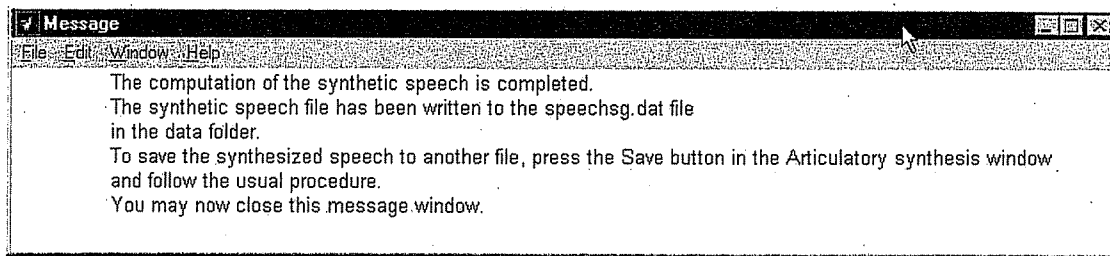 Message
File Edit Window Help
The computation of the synthetic speech is completed.
The synthetic speech file has been written to the speechsg.dat file
in the data folder.
To save the synthesized speech to another file, press the Save button in the Articulatory synthesis window
and follow the usual procedure.
You may now close this message window.